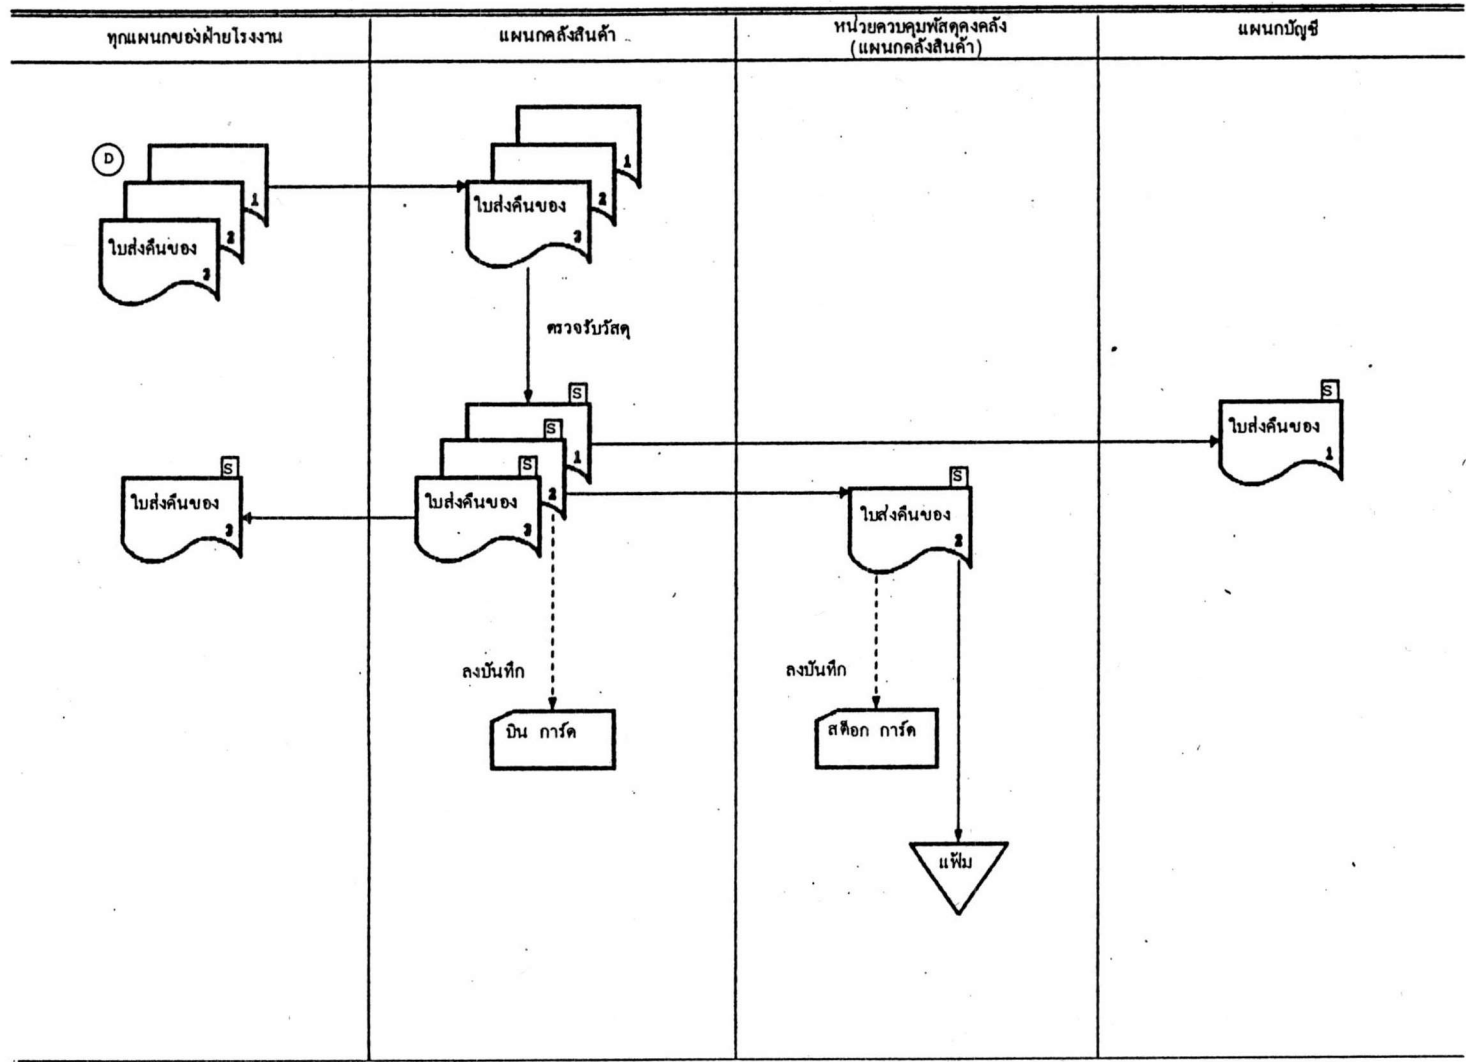 ทุกแผนกของฝ่ายโรงงาน
แผนกคลังสินค้า
หน่วยควบคุมพัสดุคงคลัง
(แผนกคลังสินค้า)
แผนกบัญชี
D
1
2
ใบส่งคืนของ
3
1
2
ใบส่งคืนของ
3
ตรวจรับวัสดุ
S
1
S
2
S
ใบส่งคืนของ
3
S
ใบส่งคืนของ
1
S
ใบส่งคืนของ
3
S
ใบส่งคืนของ
2
ลงบันทึก
ลงบันทึก
บิน การ์ด
สต็อก การ์ด
แฟ้ม